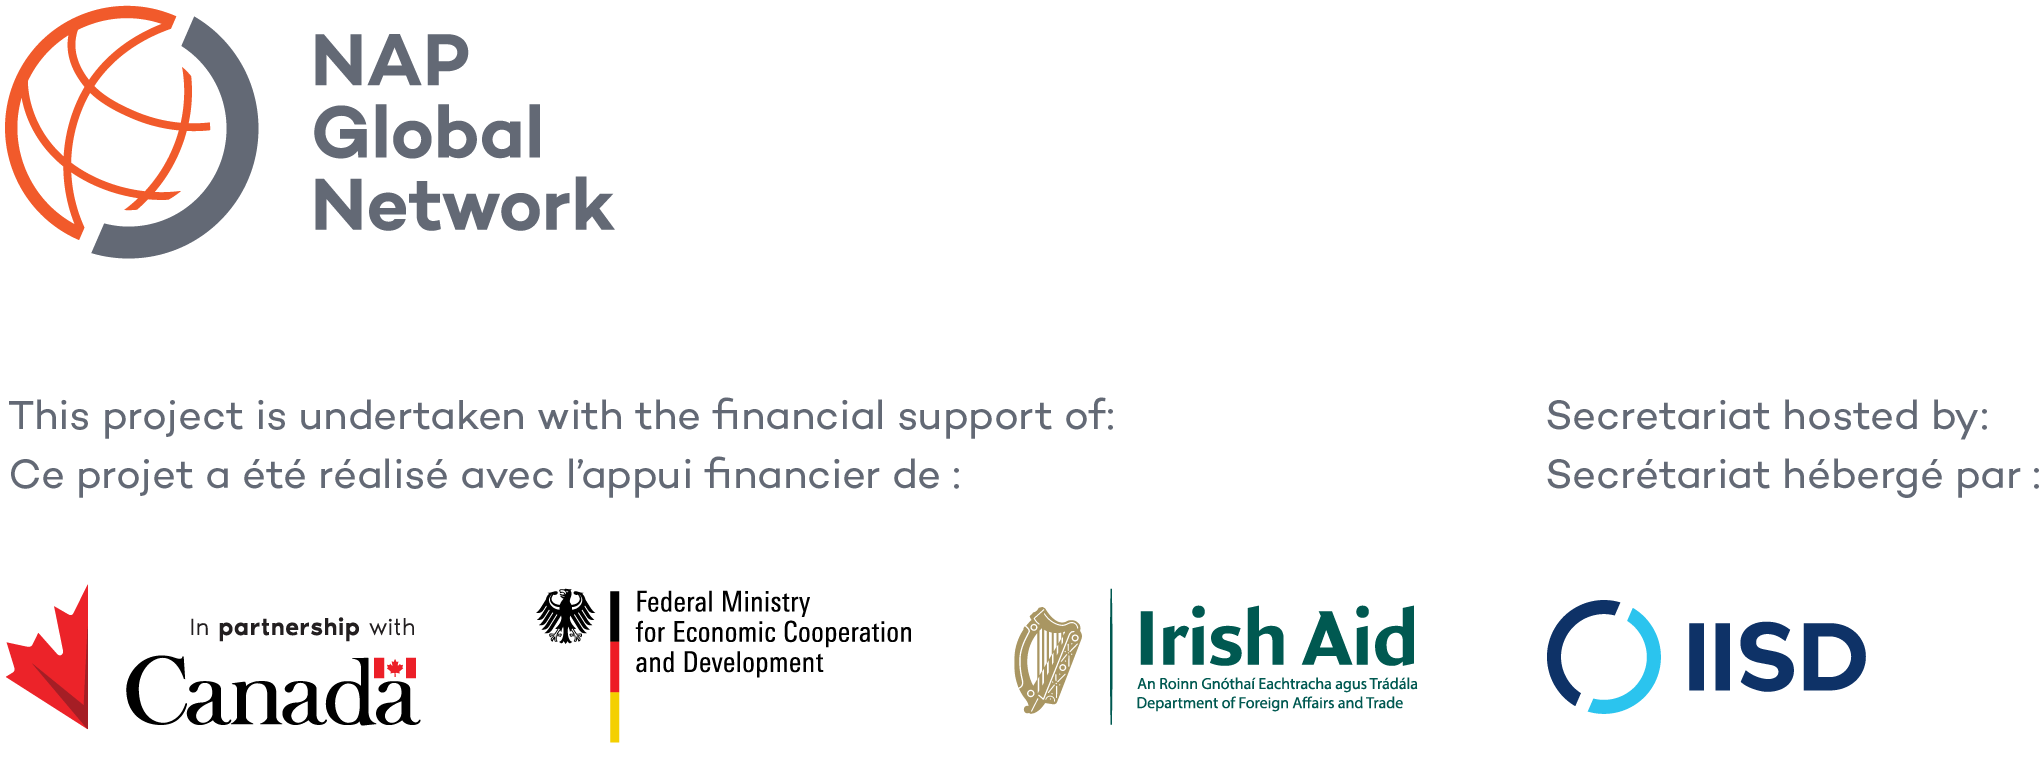 NAP
Global
Network
This project is undertaken with the financial support of:
Ce projet a été réalisé avec l’appui financier de :
Secretariat hosted by:
Secrétariat hébergé par :
In partnership with
Canada
Federal Ministry
for Economic Cooperation
and Development
Irish Aid
An Roinn Gnóthaí Eachtracha agus Trádála
Department of Foreign Affairs and Trade
IISD